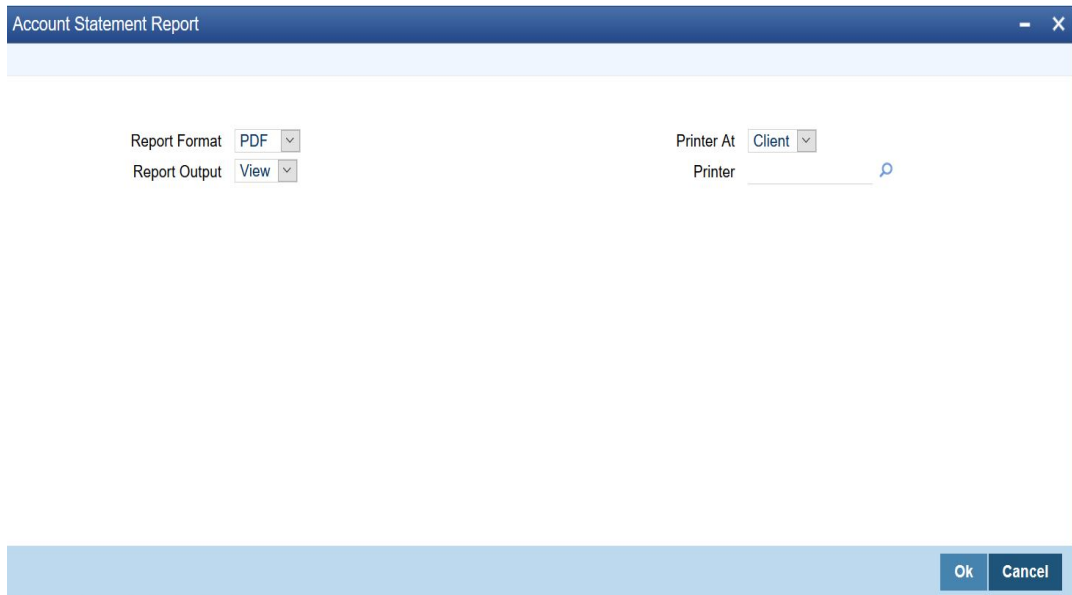 Account Statement Report
Report Format PDF Printer At Client
Report Output View Printer
Ok Cancel